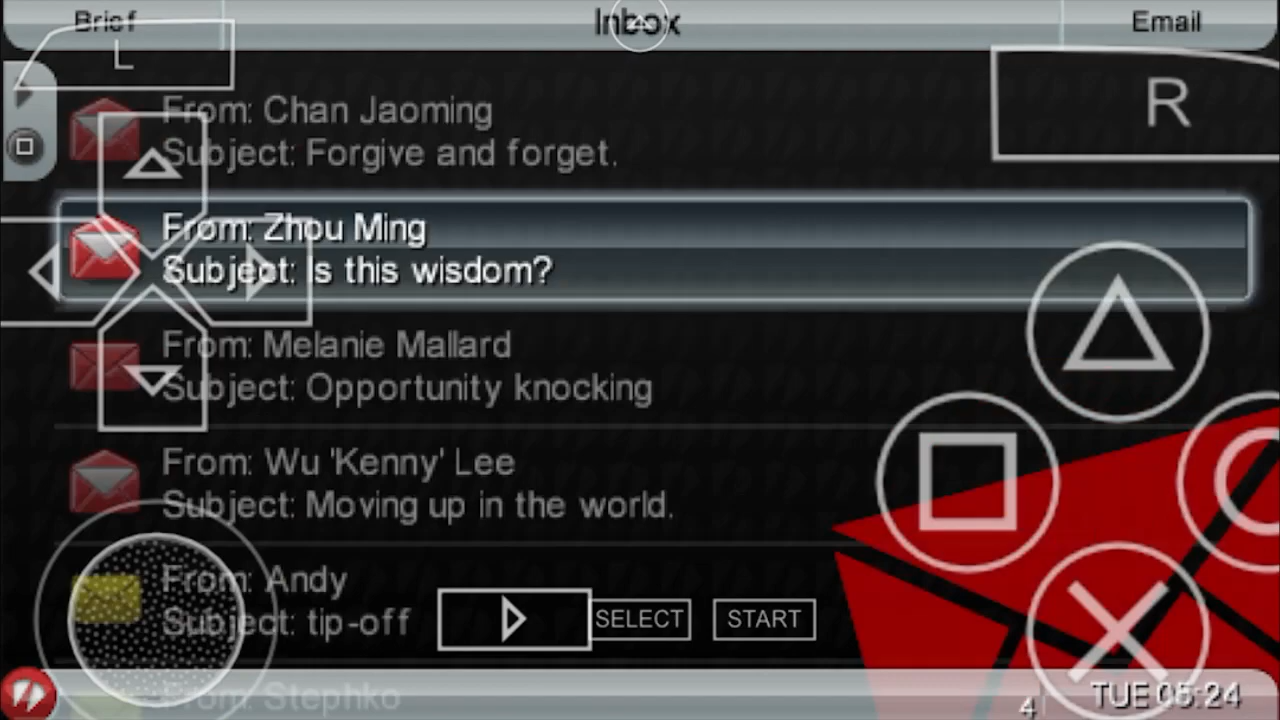 Brief
Inbox
Email
L
R
From: Chan Jaoming
Subject: Forgive and forget.
From: Zhou Ming
Subject: Is this wisdom?
From: Melanie Mallard
Subject: Opportunity knocking
From: Wu 'Kenny' Lee
Subject: Moving up in the world.
From: Andy
Subject: tip-off
SELECT
START
From: Stephko
4
TUE 05:24